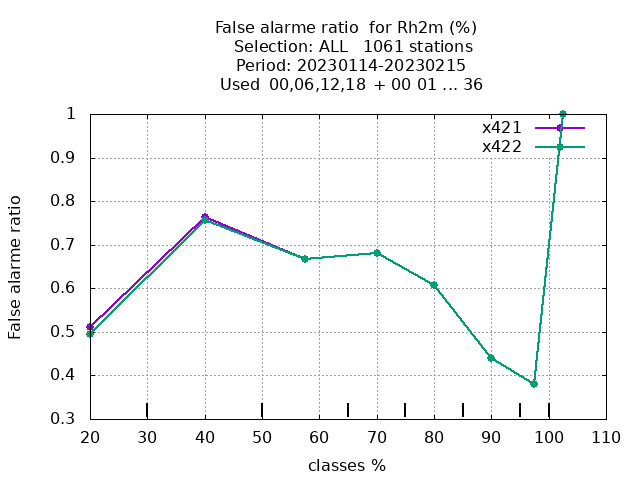 False alarme ratio  for Rh2m (%)
Selection: ALL   1061 stations
Period: 20230114-20230215
Used  00,06,12,18  + 00 01 ... 36
1
0.9
0.8
0.7
0.6
0.5
0.4
0.3
False alarme ratio
x421
x422
20 30 40 50 60 70 80 90 100 110
classes %